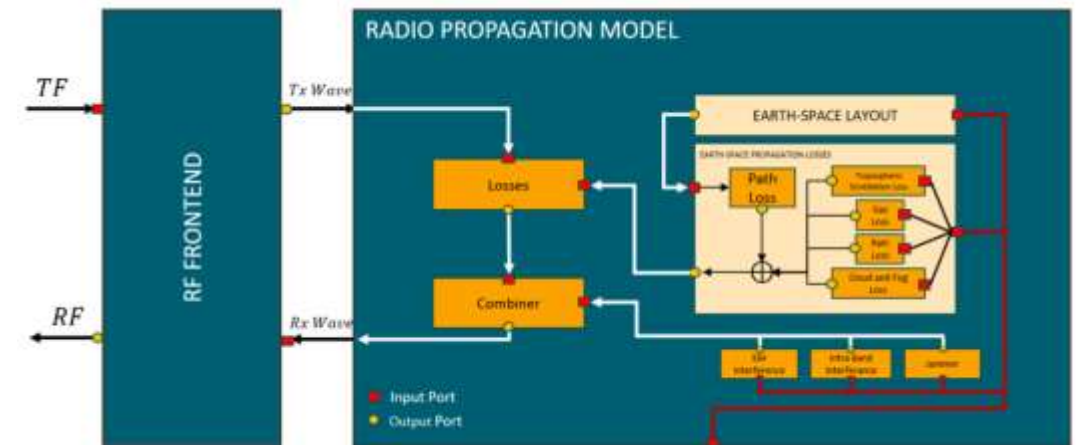 RADIO PROPAGATION MODEL
TF
Tx Wave
EARTH-SPACE LAYOUT
EARTH-SPACE PROPAGATION LOSSES
RF FRONTEND
Losses
Path
Loss
Tropospheric
Scintillation Loss
Gas
Loss
Rain
Loss
Cloud and Fog
Loss
Combiner
RF
Rx Wave
Interference
Intra-Band
Interference
Jammer
Input Port
Output Port